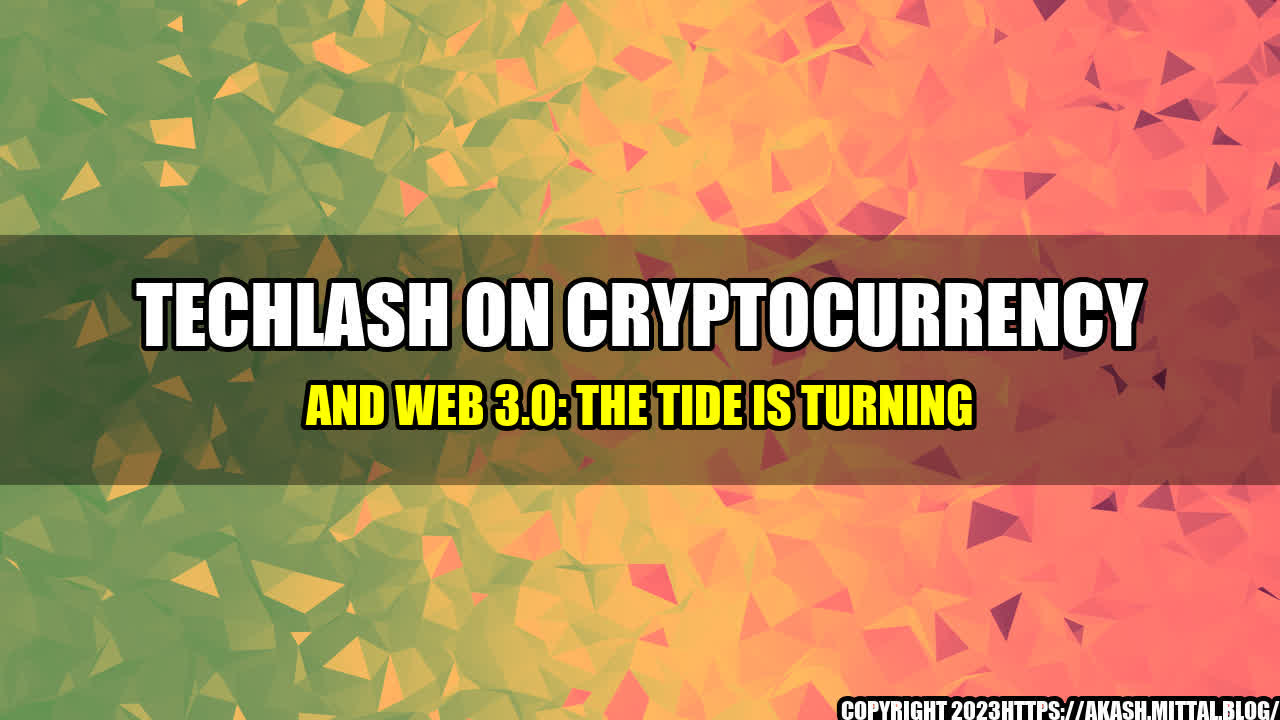 TECHLASH ON CRYPTOCURRENCY
AND WEB 3.0: THE TIDE IS TURNING
COPYRIGHT 2023HTTPS://AKASH.MITTAL.BLOG/